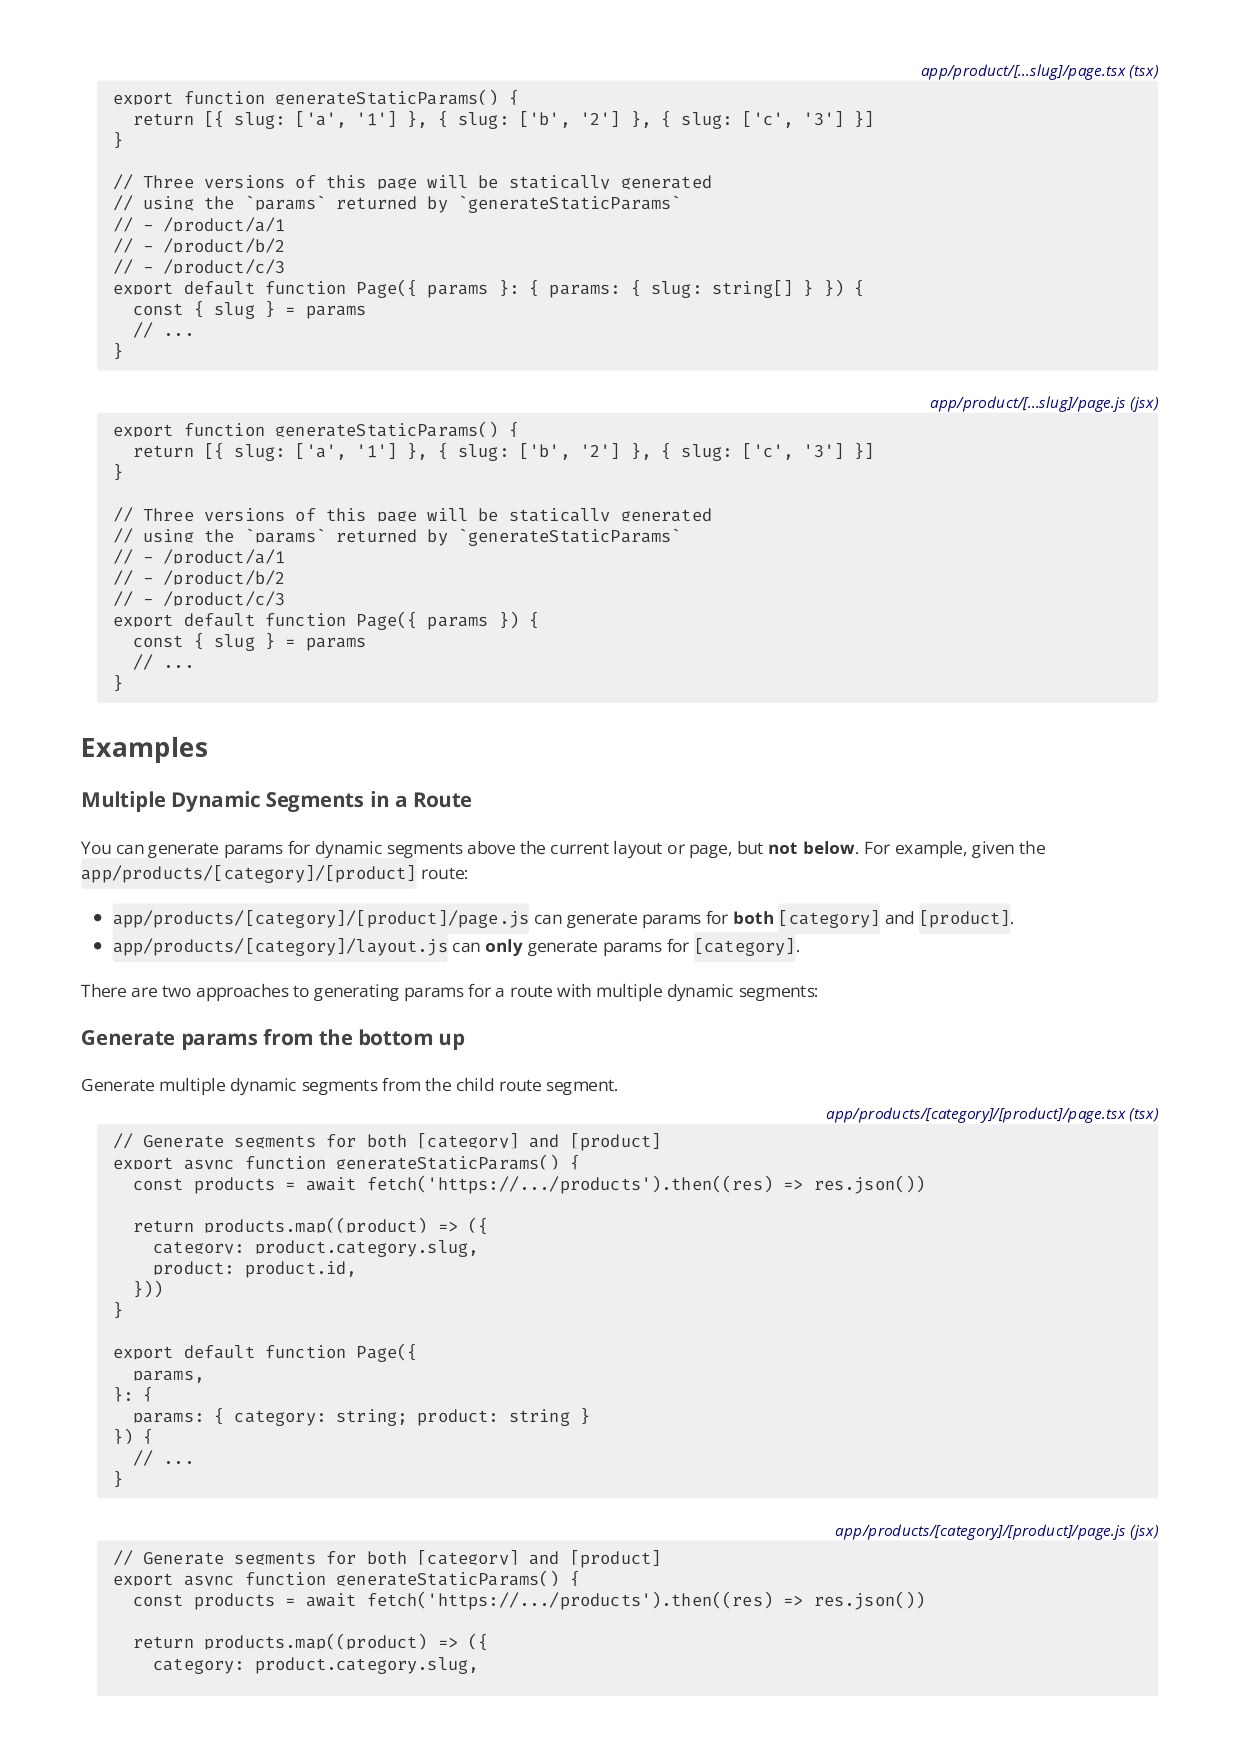 app/product/[...slug]/page.tsx (tsx)
export function generateStaticParams() {
  return [{ slug: ['a', '1'] }, { slug: ['b', '2'] }, { slug: ['c', '3'] }]
}
// Three versions of this page will be statically generated
// using the `params` returned by `generateStaticParams`
// - /product/a/1
// - /product/b/2
// - /product/c/3
export default function Page({ params }: { params: { slug: string[] } }) {
  const { slug } = params
  // ...
}
app/product/[...slug]/page.js (jsx)
export function generateStaticParams() {
  return [{ slug: ['a', '1'] }, { slug: ['b', '2'] }, { slug: ['c', '3'] }]
}
// Three versions of this page will be statically generated
// using the `params` returned by `generateStaticParams`
// - /product/a/1
// - /product/b/2
// - /product/c/3
export default function Page({ params }) {
  const { slug } = params
  // ...
}
Examples
Multiple Dynamic Segments in a Route
You can generate params for dynamic segments above the current layout or page, but not below. For example, given the
app/products/[category]/[product] route:
• app/products/[category]/[product]/page.js can generate params for both [category] and [product].
• app/products/[category]/layout.js can only generate params for [category].
There are two approaches to generating params for a route with multiple dynamic segments:
Generate params from the bottom up
Generate multiple dynamic segments from the child route segment.
app/products/[category]/[product]/page.tsx (tsx)
// Generate segments for both [category] and [product]
export async function generateStaticParams() {
  const products = await fetch('https://.../products').then((res) => res.json())
  return products.map((product) => ({
    category: product.category.slug,
    product: product.id,
  }))
}
export default function Page({
  params,
}: {
  params: { category: string; product: string }
}) {
  // ...
}
app/products/[category]/[product]/page.js (jsx)
// Generate segments for both [category] and [product]
export async function generateStaticParams() {
  const products = await fetch('https://.../products').then((res) => res.json())
  return products.map((product) => ({
    category: product.category.slug,